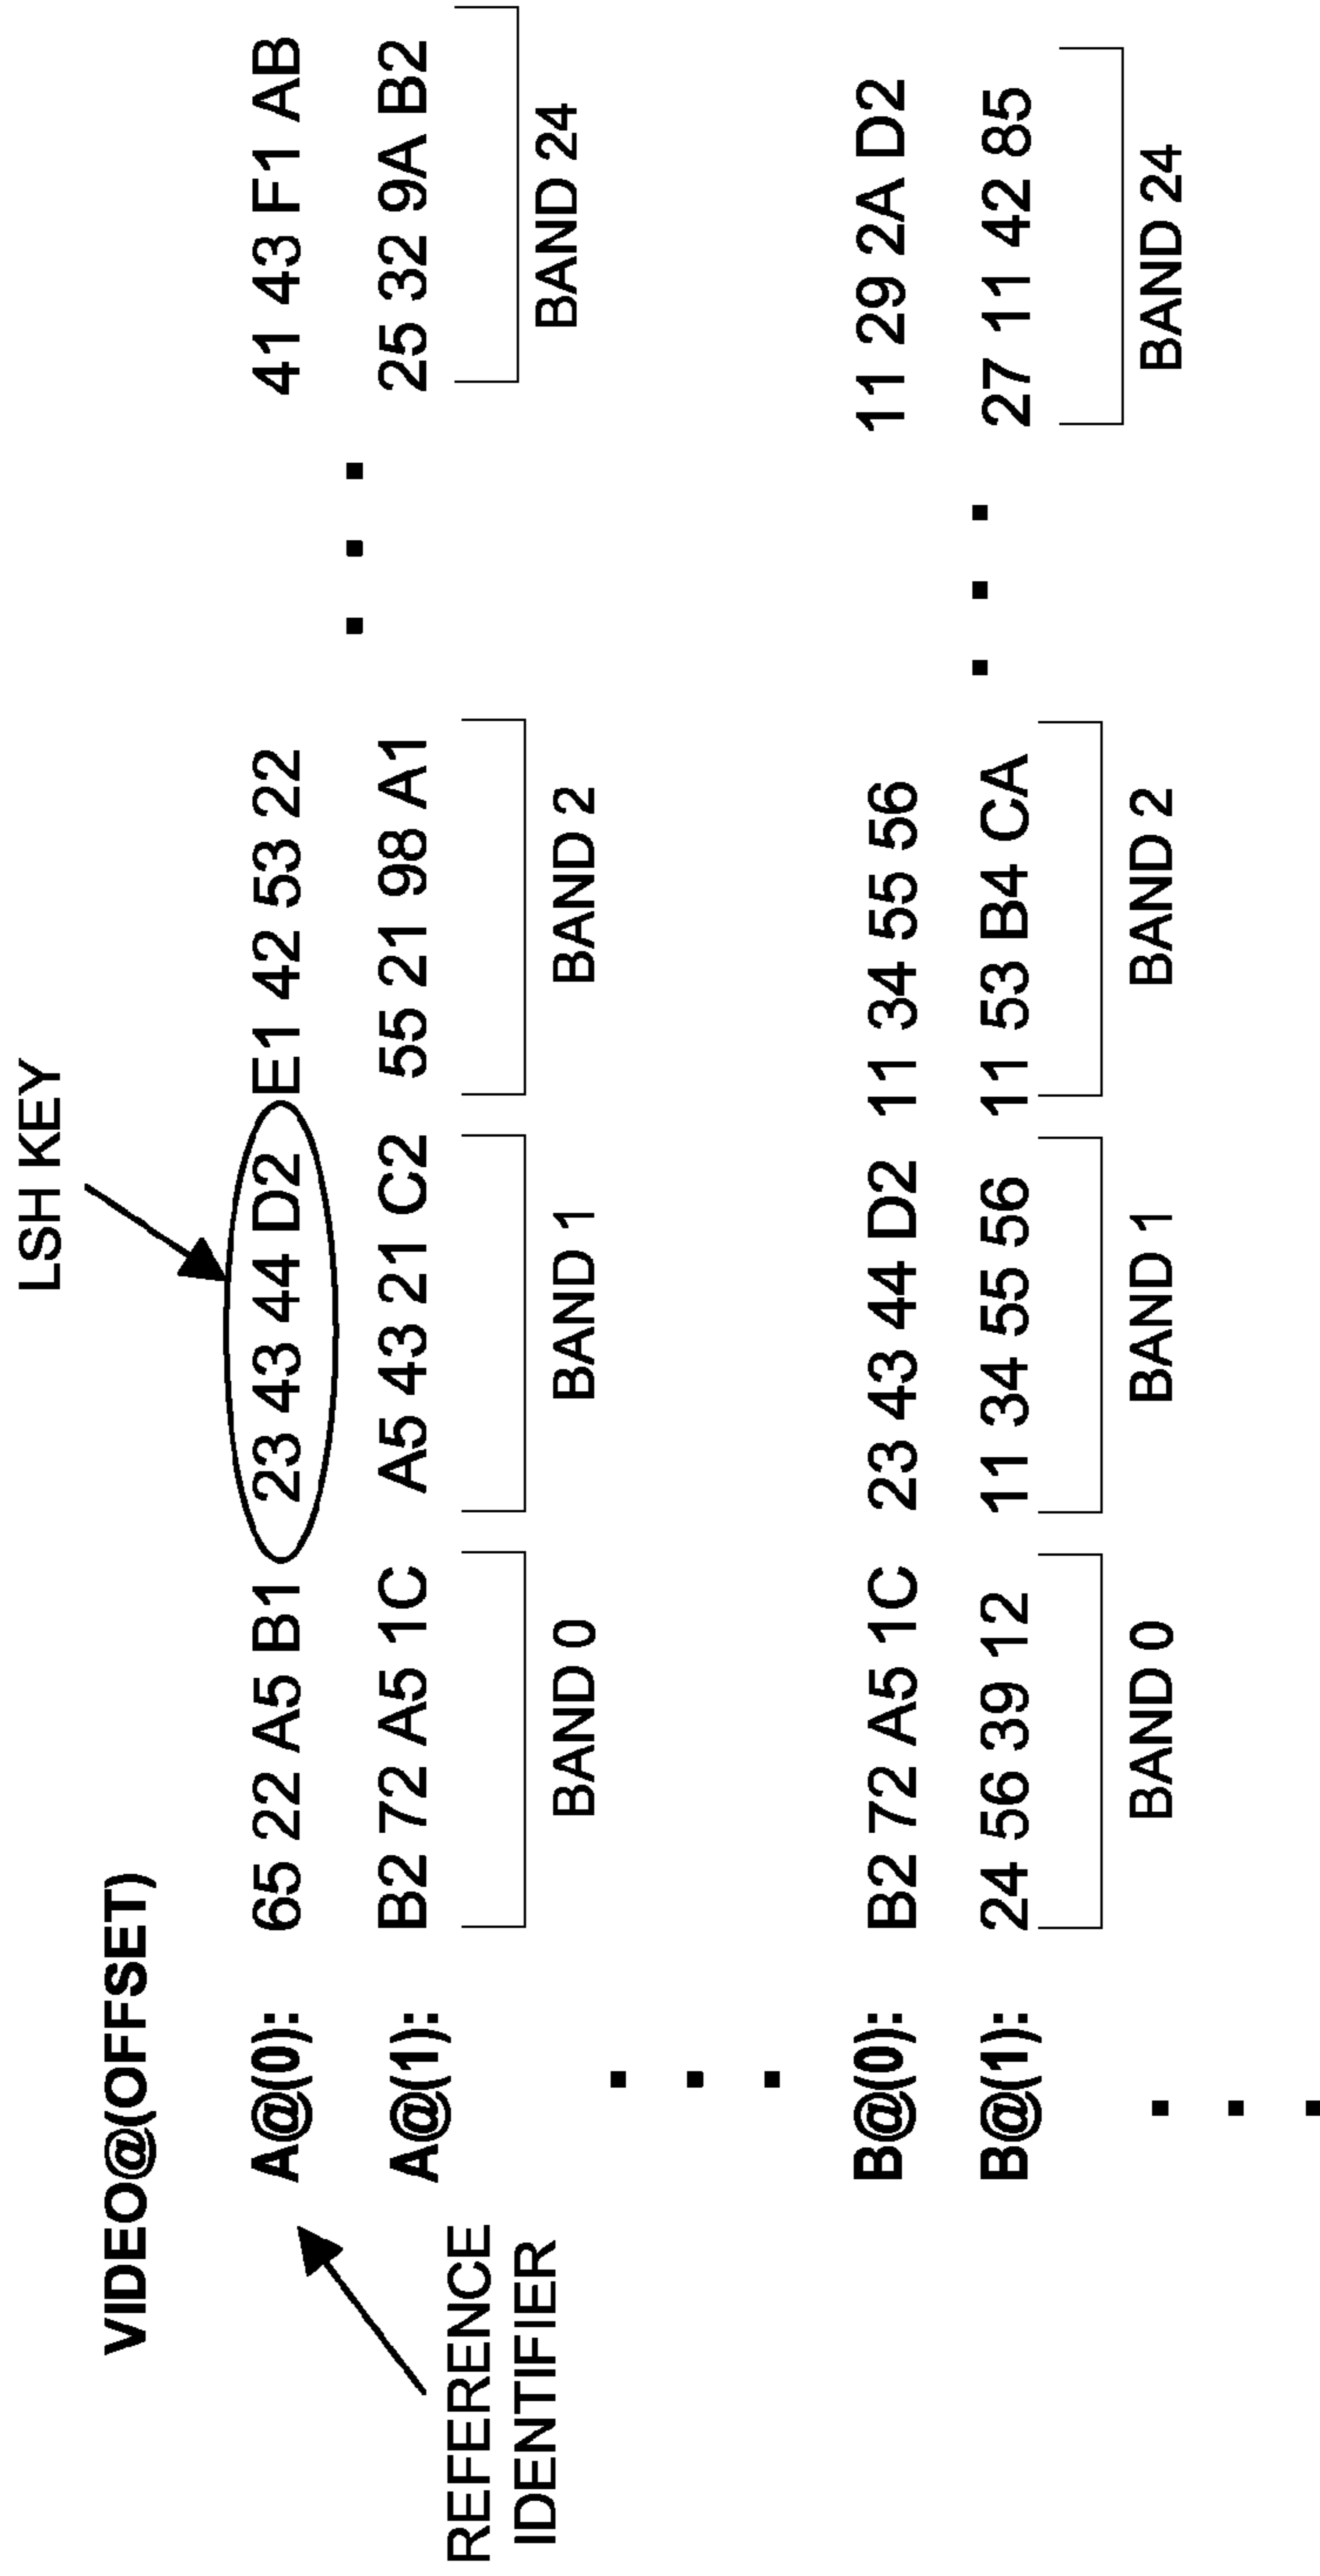 LSH KEY
VIDEO@(OFFSET)
A@(0): 65 22 A5 B1 23 43 44 D2 E1 42 53 22 41 43 F1 AB
A@(1): B2 72 A5 1C A5 43 21 C2 55 21 98 A1 . . . 25 32 9A B2
REFERENCE
IDENTIFIER
BAND 0 BAND 1 BAND 2 BAND 24
B@(0): B2 72 A5 1C 23 43 44 D2 11 34 55 56 11 29 2A D2
B@(1): 24 56 39 12 11 34 55 56 11 53 B4 CA . . . 27 11 42 85
BAND 0 BAND 1 BAND 2 BAND 24